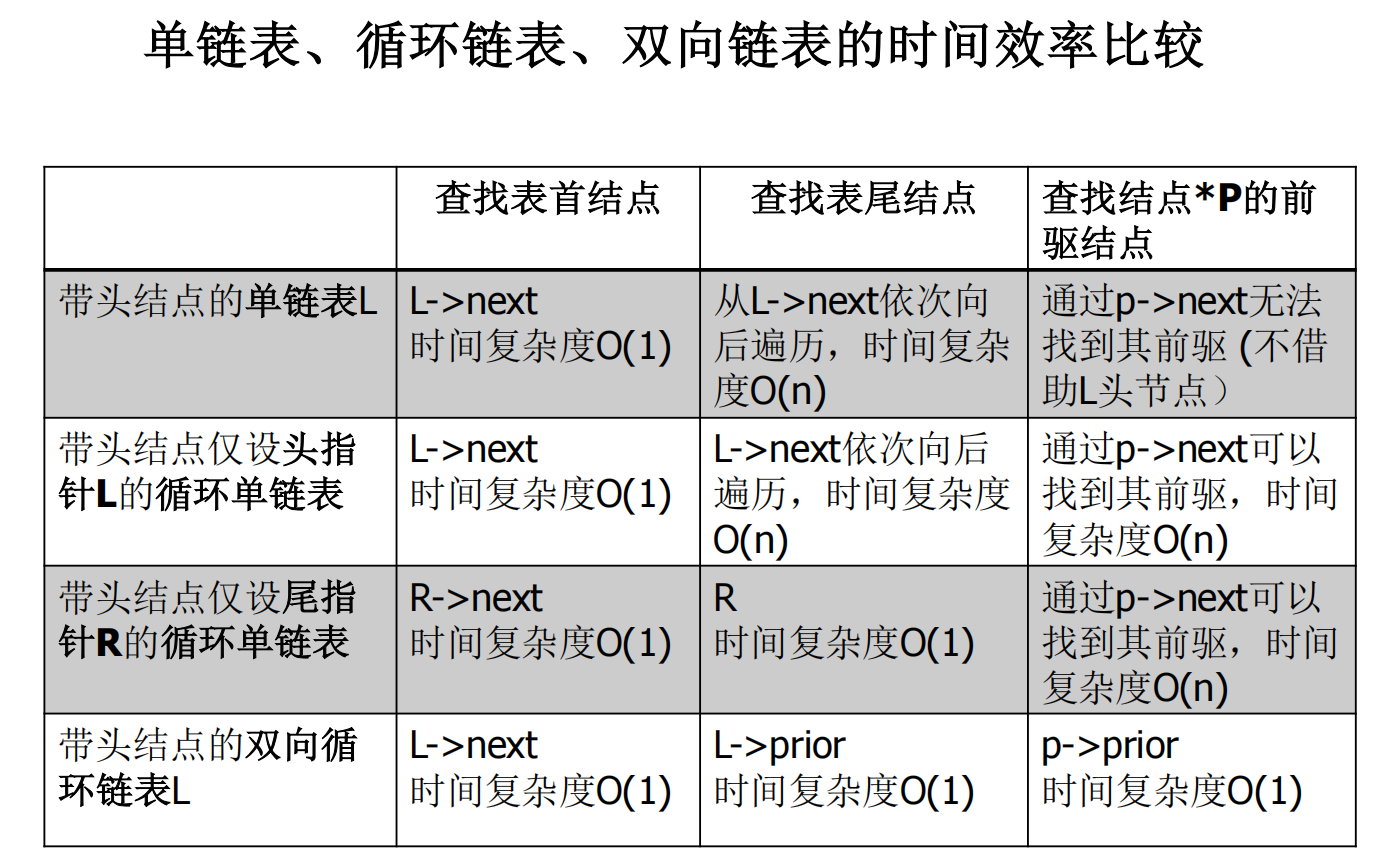 单链表、循环链表、双向链表的时间效率比较
查找表首结点
查找表尾结点
查找结点*P的前
驱结点
带头结点的单链表L
L->next
时间复杂度O(1)
从L->next依次向
后遍历，时间复杂
度O(n)
通过p->next无法
找到其前驱 (不借
助L头节点）
带头结点仅设头指
针L的循环单链表
L->next
时间复杂度O(1)
L->next依次向后
遍历，时间复杂度
O(n)
通过p->next可以
找到其前驱，时间
复杂度O(n)
带头结点仅设尾指
针R的循环单链表
R->next
时间复杂度O(1)
R
时间复杂度O(1)
通过p->next可以
找到其前驱，时间
复杂度O(n)
带头结点的双向循
环链表L
L->next
时间复杂度O(1)
L->prior
时间复杂度O(1)
p->prior
时间复杂度O(1)